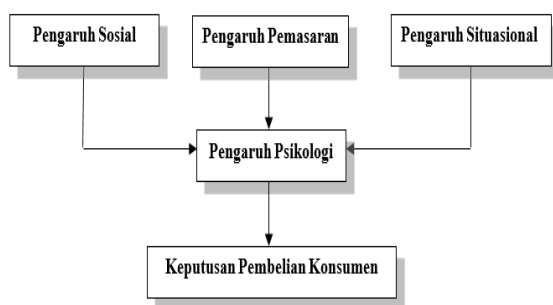 Pengaruh Sosial
Pengaruh Pemasaran
Pengaruh Situasional
Pengaruh Psikologi
Keputusan Pembelian Konsumen